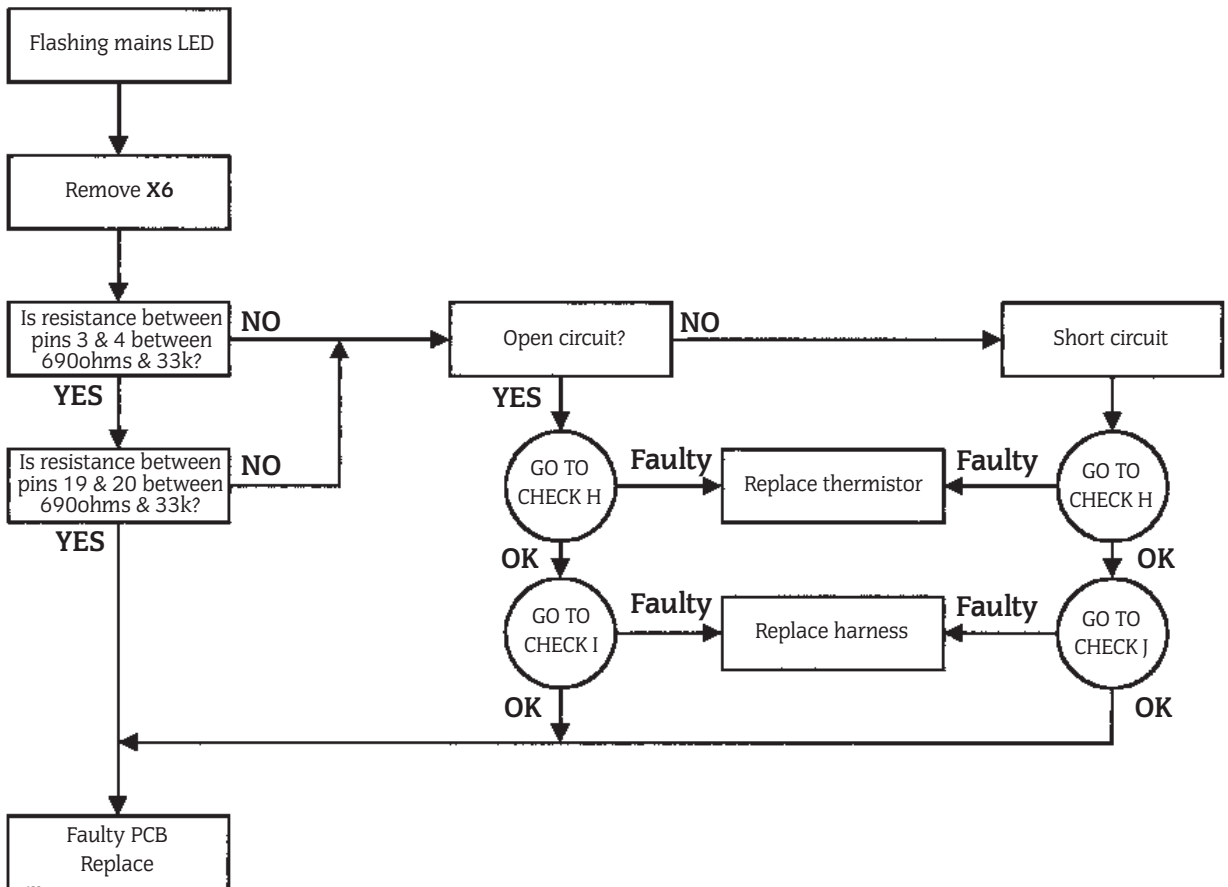 Flashing mains LED
Remove X6
Is resistance between
pins 3 & 4 between
690ohms & 33k?
NO
YES
Is resistance between
pins 19 & 20 between
690ohms & 33k?
NO
YES
Open circuit?
NO
YES
Short circuit
GO TO
CHECK H
Faulty
OK
Replace thermistor
Faulty
GO TO
CHECK H
OK
GO TO
CHECK I
Faulty
OK
Replace harness
Faulty
GO TO
CHECK J
OK
Faulty PCB
Replace